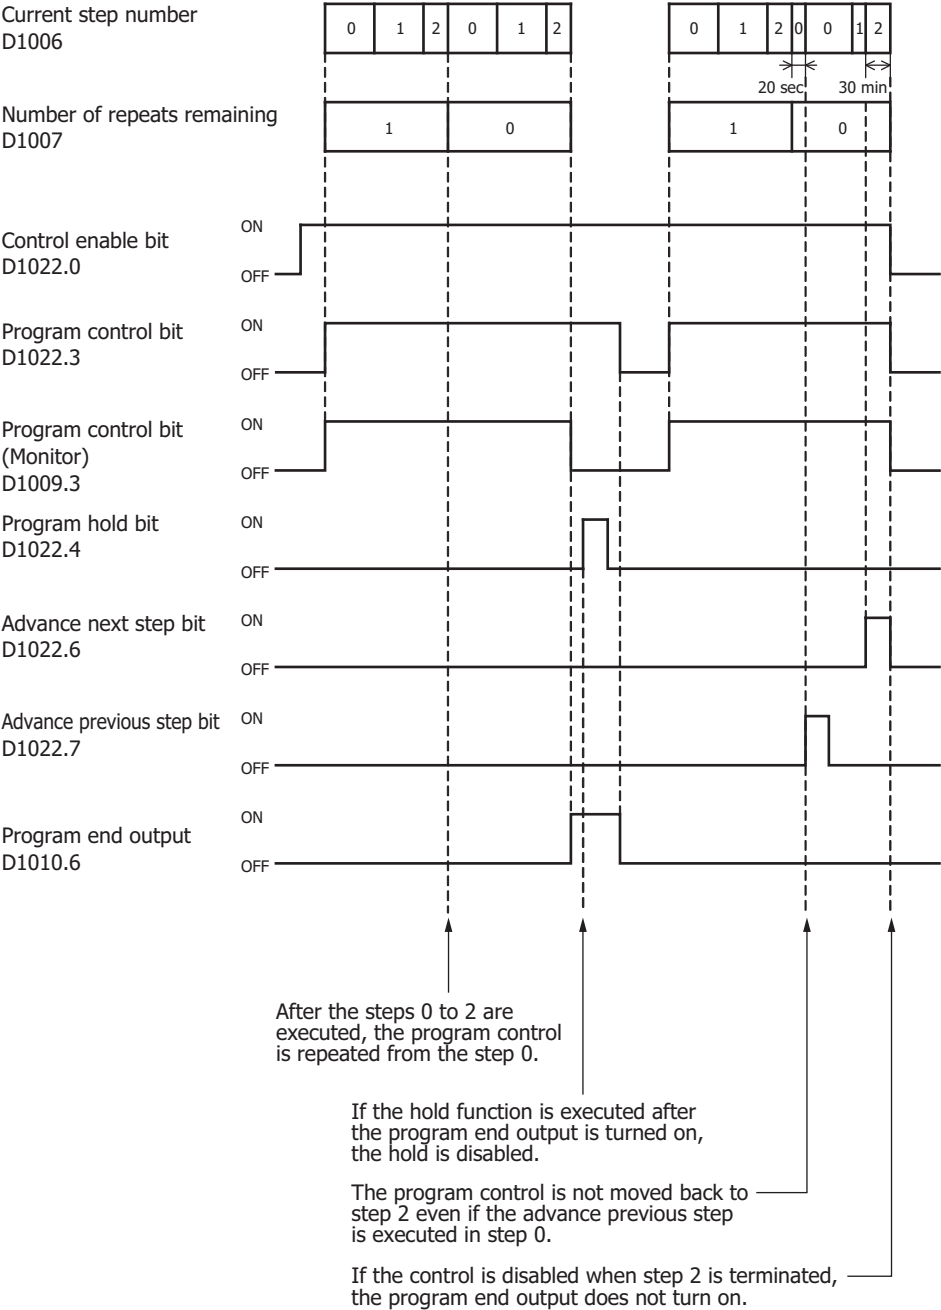 Current step number
D1006
0 1 2 0 1 2
0 1 2 0 0 1 2
20 sec
30 min
Number of repeats remaining
D1007
1 0
1 0
Control enable bit
D1022.0
ON
OFF
Program control bit
D1022.3
ON
OFF
Program control bit
(Monitor)
D1009.3
ON
OFF
Program hold bit
D1022.4
ON
OFF
Advance next step bit
D1022.6
ON
OFF
Advance previous step bit
D1022.7
ON
OFF
Program end output
D1010.6
ON
OFF
After the steps 0 to 2 are
executed, the program control
is repeated from the step 0.
If the hold function is executed after
the program end output is turned on,
the hold is disabled.
The program control is not moved back to
step 2 even if the advance previous step
is executed in step 0.
If the control is disabled when step 2 is terminated,
the program end output does not turn on.